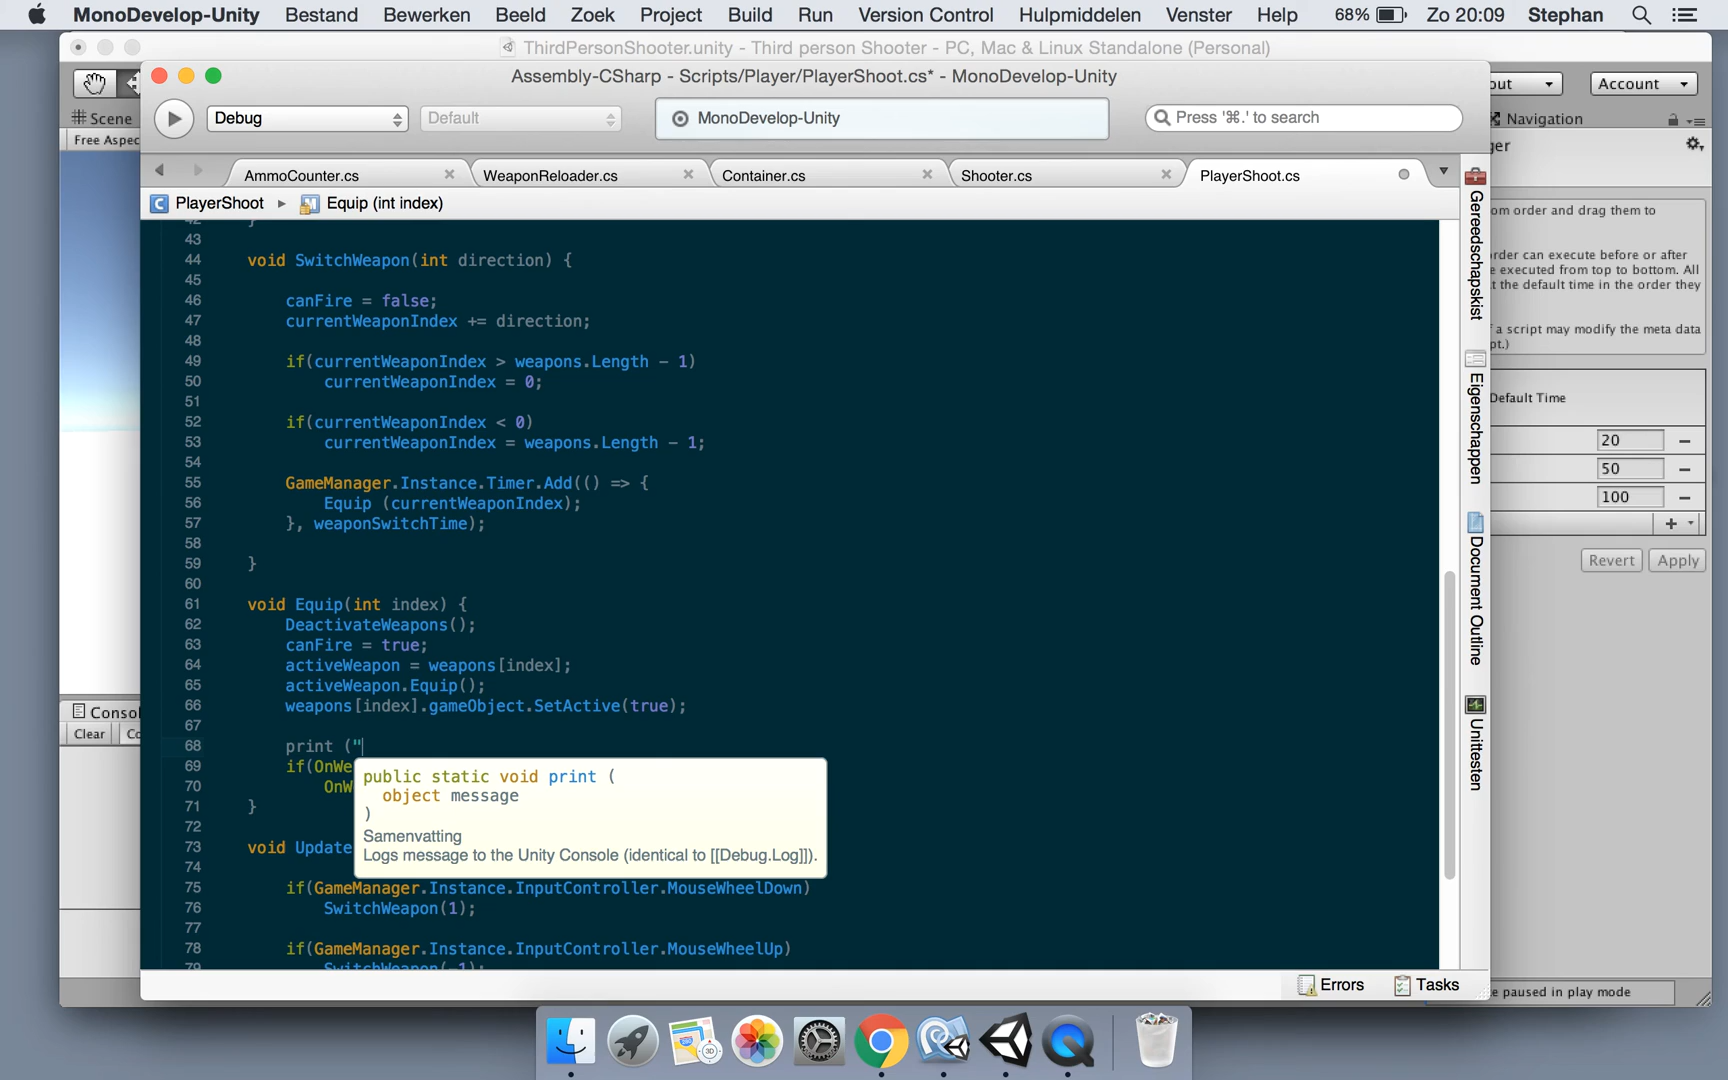 MonoDevelop-Unity Bestand Bewerken Beeld Zoek Project Build Run Version Control Hulpmiddelen Venster Help 68% Zo 20:09 Stephan
ThirdPersonShooter.unity - Third person Shooter - PC, Mac & Linux Standalone (Personal)
Assembly-CSharp - Scripts/Player/PlayerShoot.cs* - MonoDevelop-Unity
out Account
Debug Default MonoDevelop-Unity Press '⌘.' to search
Scene Navigation
Free Aspec
ger
AmmoCounter.cs WeaponReloader.cs Container.cs Shooter.cs PlayerShoot.cs
PlayerShoot Equip (int index)
om order and drag them to
order can execute before or after
e executed from top to bottom. All
t the default time in the order they
f a script may modify the meta data
pt.)
Default Time
20
50
100
Revert Apply
Gereedschapskist
Eigenschappen
Document Outline
Unittesten
42 }
43
44 void SwitchWeapon(int direction) {
45
46 canFire = false;
47 currentWeaponIndex += direction;
48
49 if(currentWeaponIndex > weapons.Length - 1)
50 currentWeaponIndex = 0;
51
52 if(currentWeaponIndex < 0)
53 currentWeaponIndex = weapons.Length - 1;
54
55 GameManager.Instance.Timer.Add(() => {
56 Equip (currentWeaponIndex);
57 }, weaponSwitchTime);
58
59 }
60
61 void Equip(int index) {
62 DeactivateWeapons();
63 canFire = true;
64 activeWeapon = weapons[index];
65 activeWeapon.Equip();
66 weapons[index].gameObject.SetActive(true);
67
68 print ("
69 if(OnWe
70 OnW
71 }
72
73 void Update
74
75 if(GameManager.Instance.InputController.MouseWheelDown)
76 SwitchWeapon(1);
77
78 if(GameManager.Instance.InputController.MouseWheelUp)
79 SwitchWeapon(-1);
public static void print (
object message
)
Samenvatting
Logs message to the Unity Console (identical to [[Debug.Log]]).
Consol
Clear Co
Errors Tasks
e paused in play mode